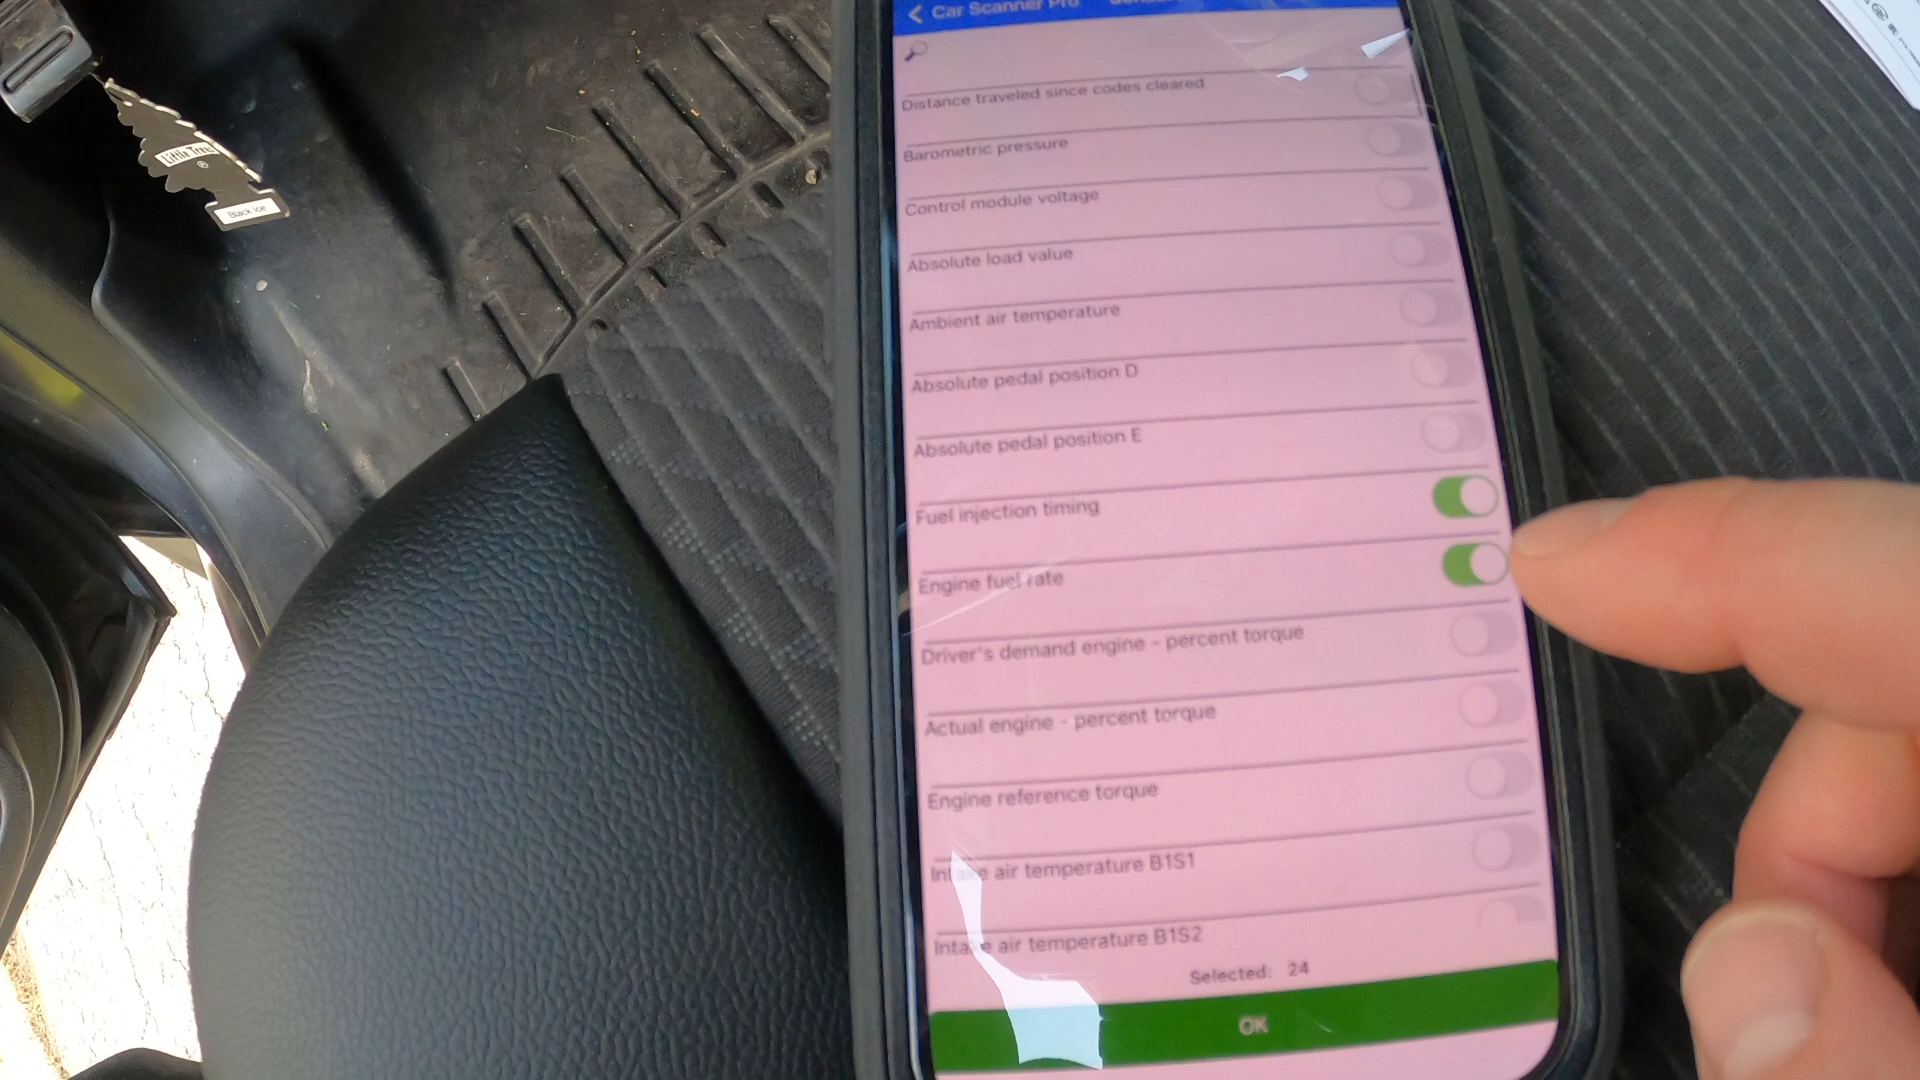 Car Scanner Pro
Distance traveled since codes cleared
Barometric pressure
Control module voltage
Absolute load value
Ambient air temperature
Absolute pedal position D
Absolute pedal position E
Fuel injection timing
Engine fuel rate
Driver's demand engine - percent torque
Actual engine - percent torque
Engine reference torque
Intake air temperature B1S1
Intake air temperature B1S2
Selected: 24
OK
Little Trees
®
Black Ice